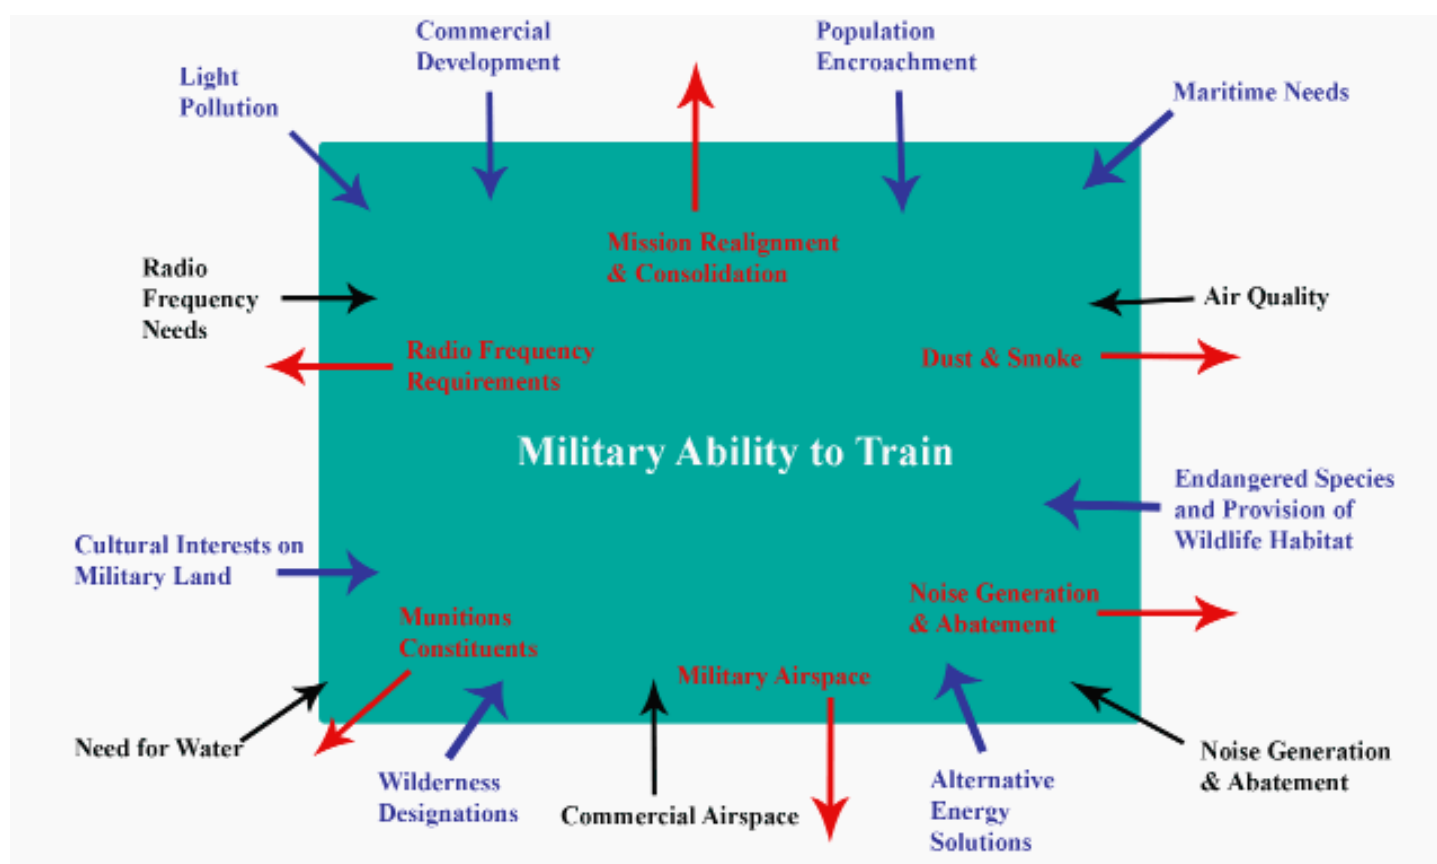 Commercial
Development
Population
Encroachment
Light
Pollution
Maritime Needs
Mission Realignment
& Consolidation
Radio
Frequency
Needs
Air Quality
Radio Frequency
Requirements
Dust & Smoke
Military Ability to Train
Endangered Species
and Provision of
Wildlife Habitat
Cultural Interests on
Military Land
Noise Generation
& Abatement
Munitions
Constituents
Military Airspace
Need for Water
Wilderness
Designations
Commercial Airspace
Alternative
Energy
Solutions
Noise Generation
& Abatement